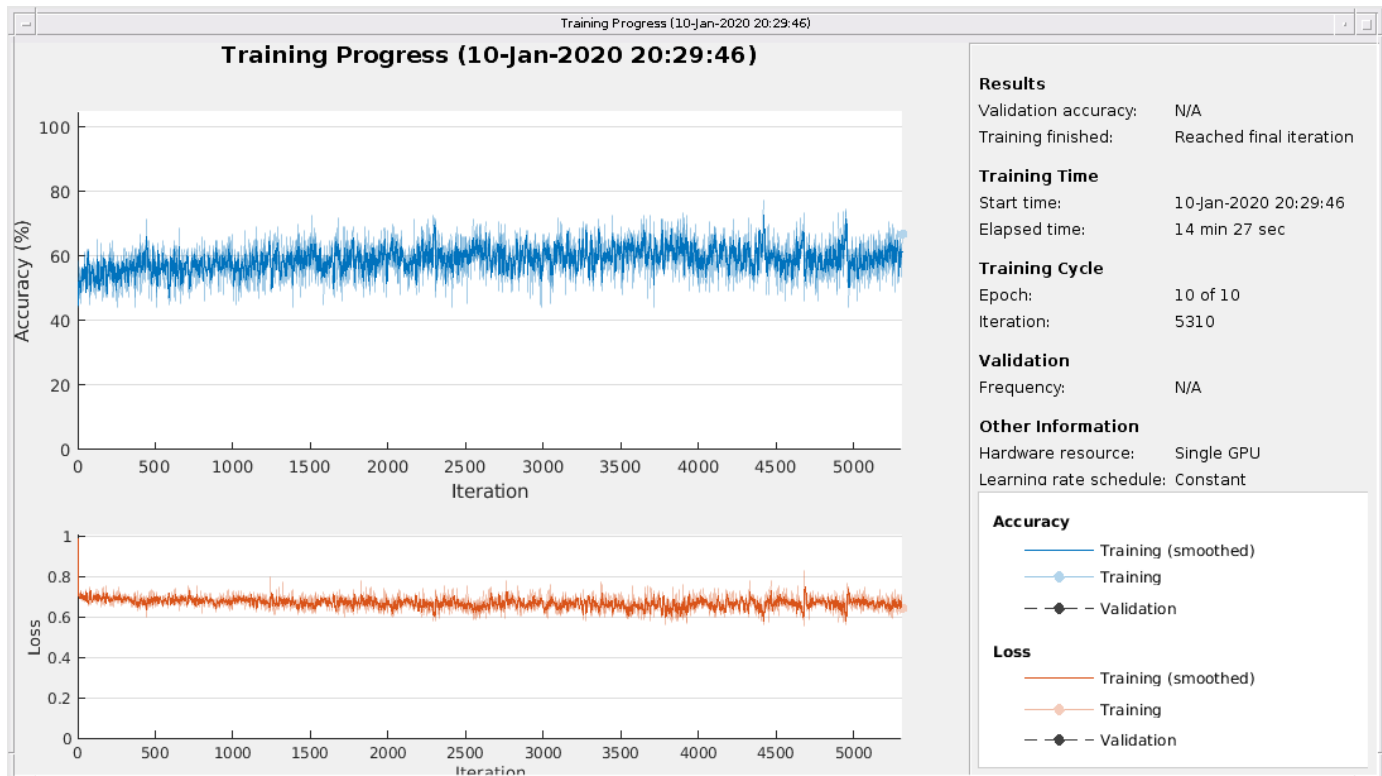 Training Progress (10-Jan-2020 20:29:46)
Training Progress (10-Jan-2020 20:29:46)
100
80
60
40
20
0
Accuracy (%)
0 500 1000 1500 2000 2500 3000 3500 4000 4500 5000
Iteration
1
0.8
0.6
0.4
0.2
0
Loss
0 500 1000 1500 2000 2500 3000 3500 4000 4500 5000
Iteration
Results
Validation accuracy: N/A
Training finished: Reached final iteration
Training Time
Start time: 10-Jan-2020 20:29:46
Elapsed time: 14 min 27 sec
Training Cycle
Epoch: 10 of 10
Iteration: 5310
Validation
Frequency: N/A
Other Information
Hardware resource: Single GPU
Learning rate schedule: Constant
Accuracy
Training (smoothed)
Training
Validation
Loss
Training (smoothed)
Training
Validation